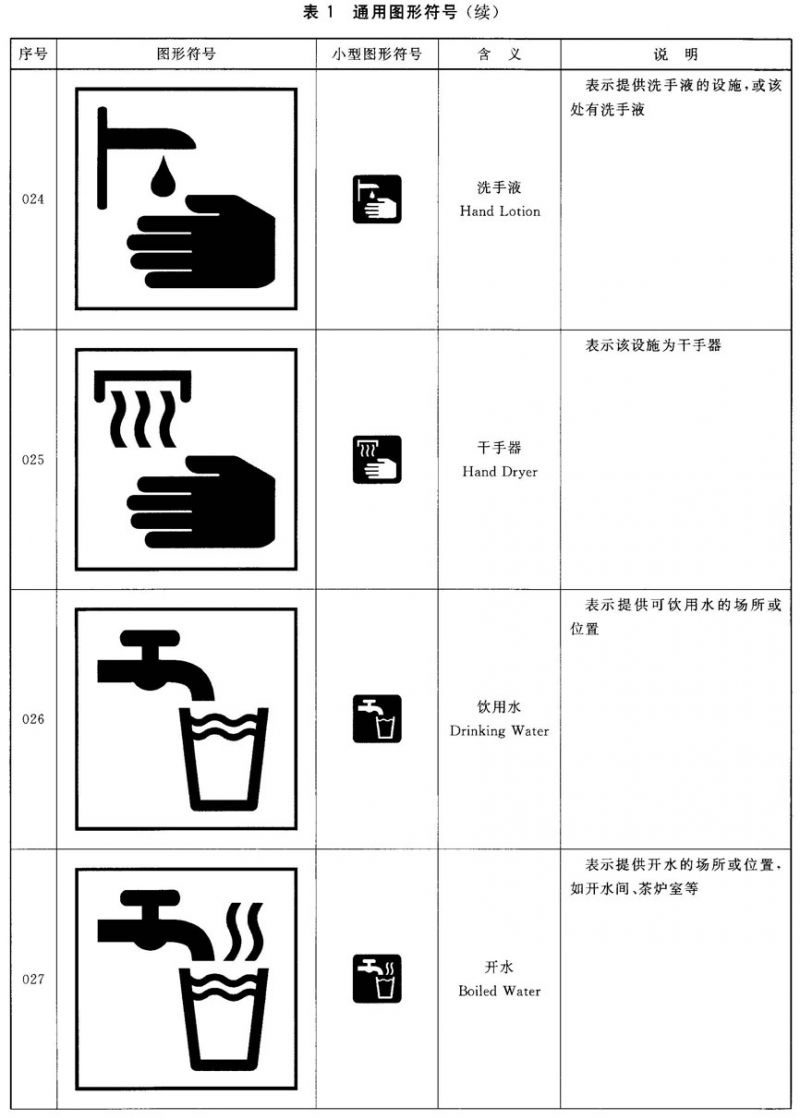 表 1 通用图形符号(续)
序号 图形符号 小型图形符号 含 义 说 明
024
洗手液
Hand Lotion
表示提供洗手液的设施,或该
处有洗手液
025
干手器
Hand Dryer
表示该设施为干手器
026
饮用水
Drinking Water
表示提供可饮用水的场所或
位置
027
开水
Boiled Water
表示提供开水的场所或位置,
如开水间、茶炉室等